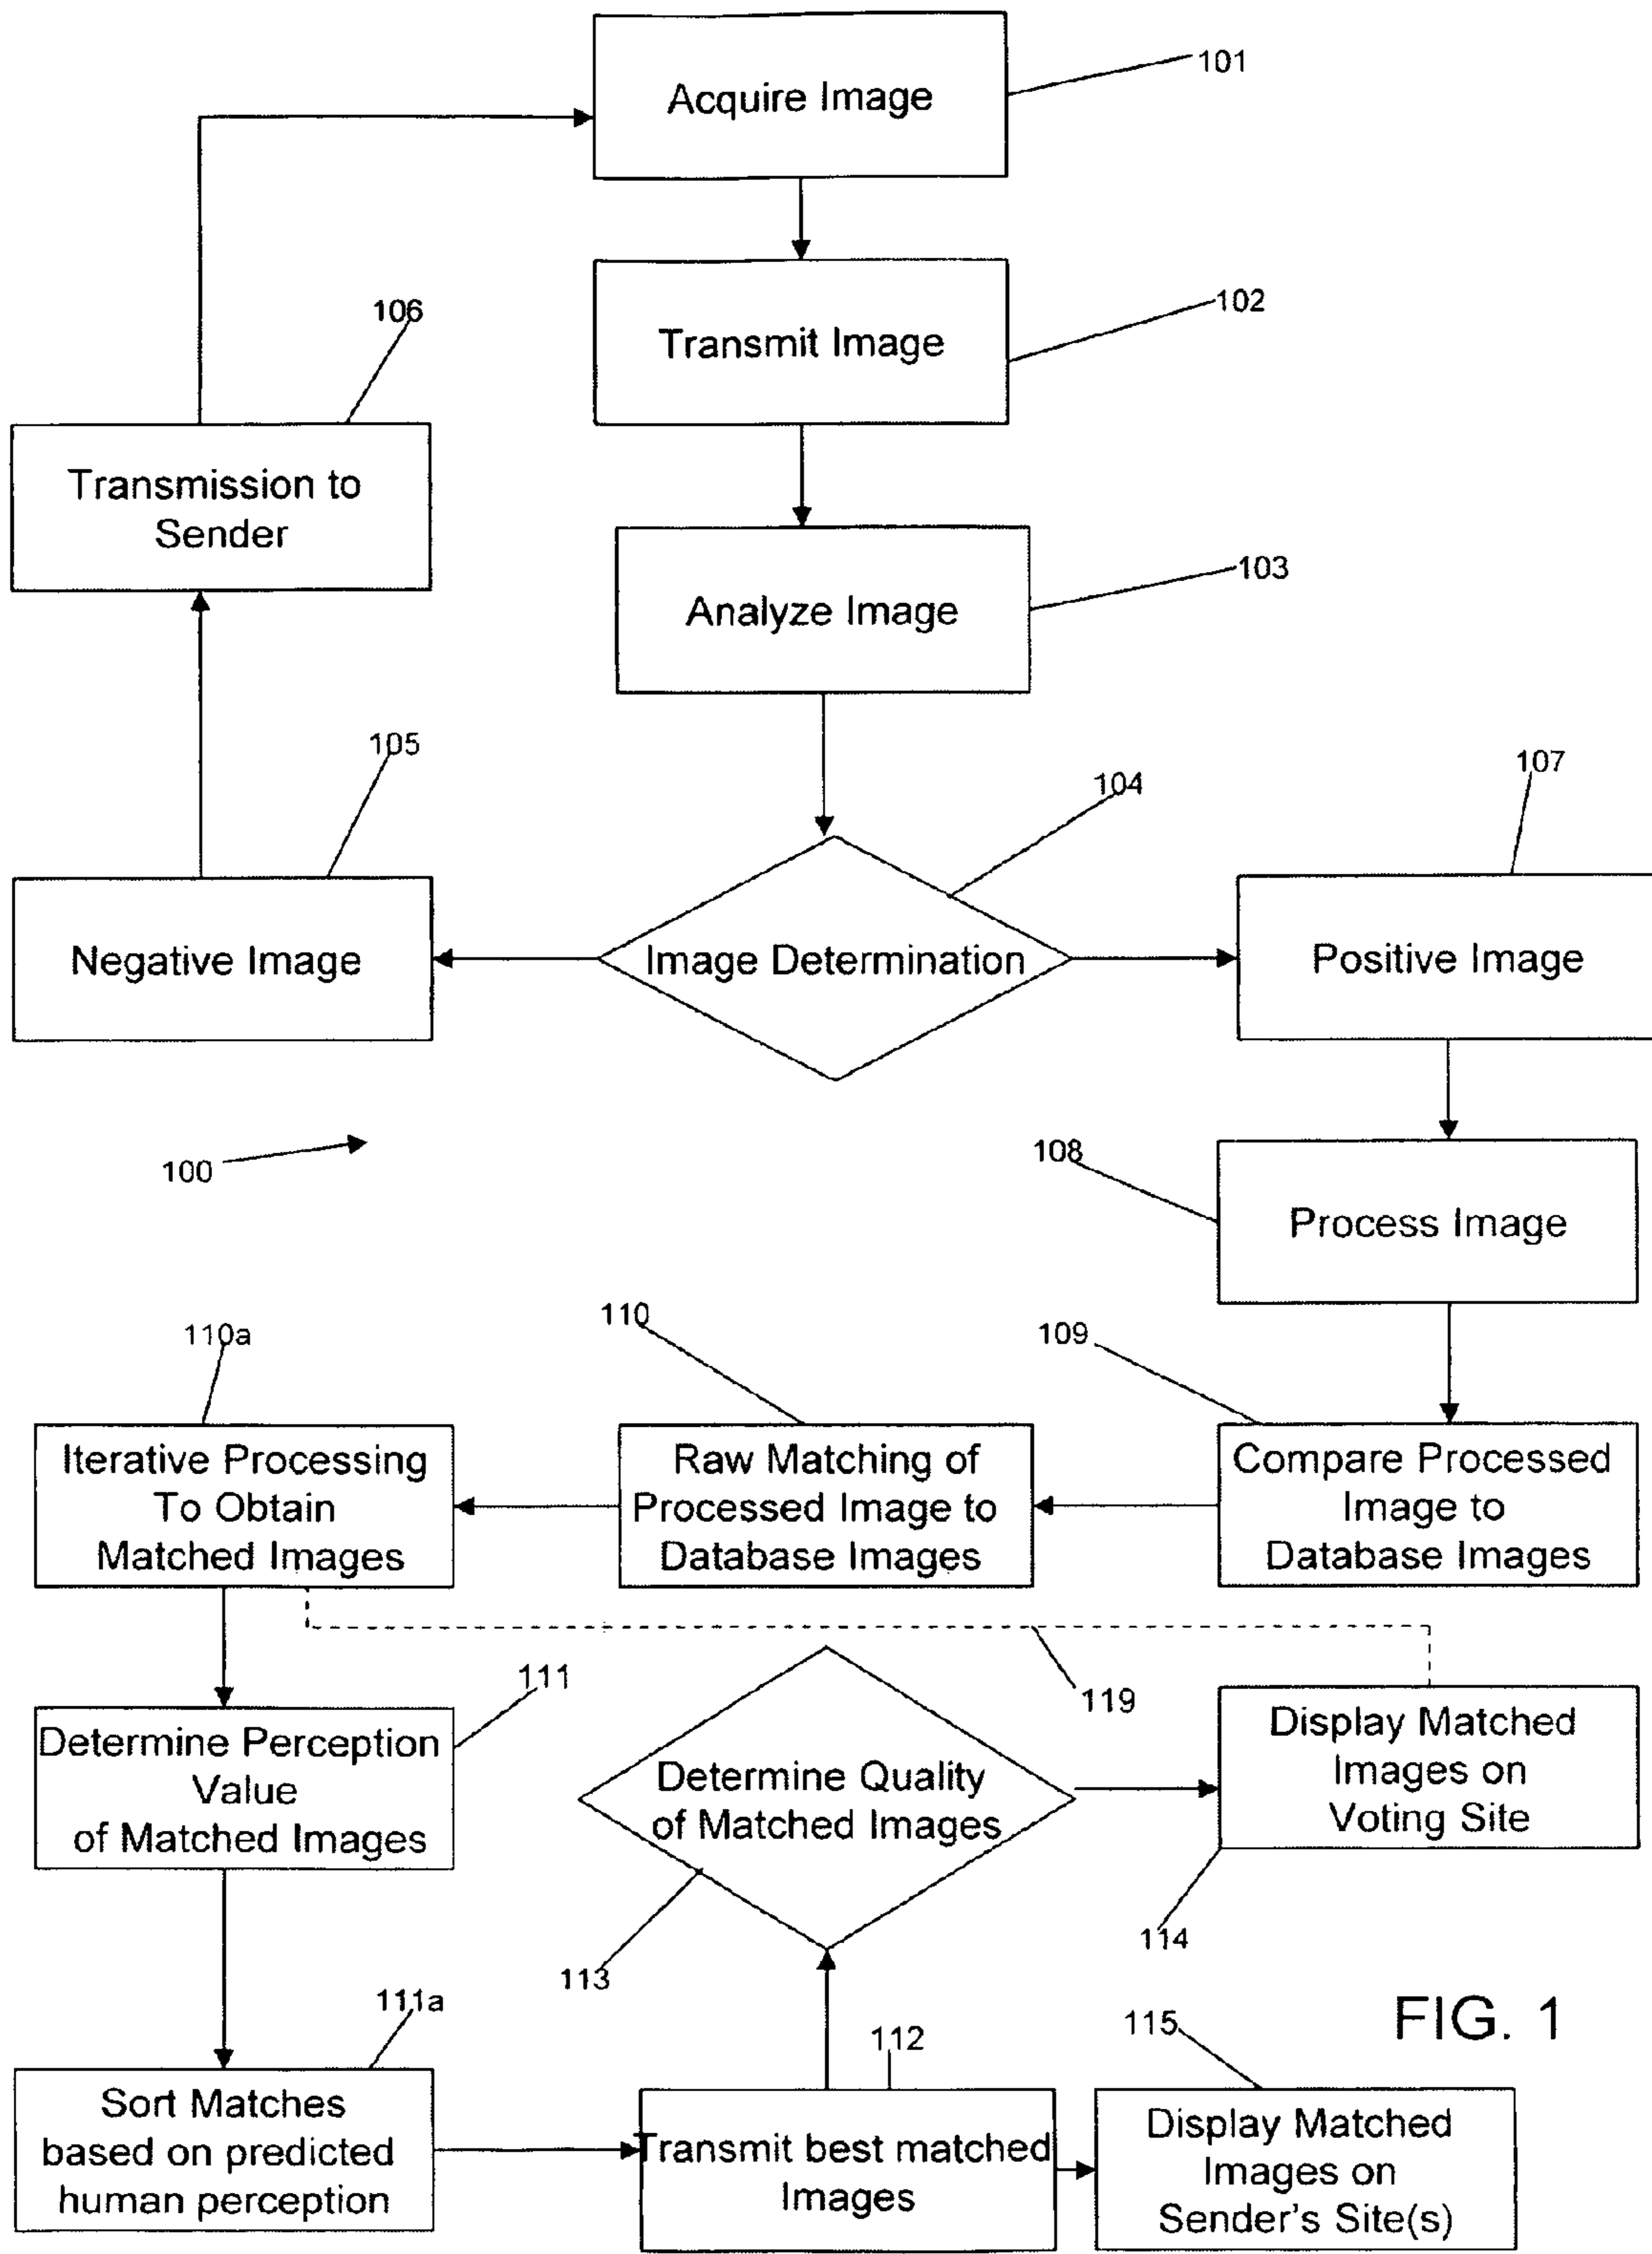 Acquire Image
101
Transmit Image
102
106
Transmission to
Sender
Analyze Image
103
105
104
107
Negative Image
Image Determination
Positive Image
100
108
Process Image
110a
110
109
Iterative Processing
To Obtain
Matched Images
Raw Matching of
Processed Image to
Database Images
Compare Processed
Image to
Database Images
111
119
Determine Perception
Value
of Matched Images
Determine Quality
of Matched Images
Display Matched
Images on
Voting Site
113
114
111a
112
115
FIG. 1
Sort Matches
based on predicted
human perception
Transmit best matched
Images
Display Matched
Images on
Sender's Site(s)